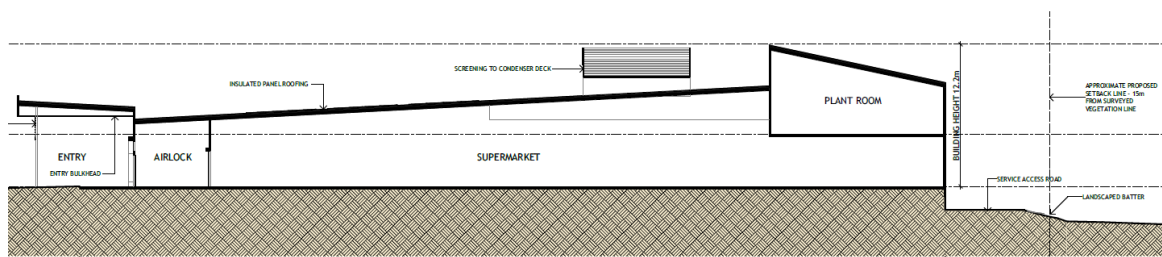 SCREENING TO CONDENSER DECK
INSULATED PANEL ROOFING
PLANT ROOM
BUILDING HEIGHT 12.2m
APPROXIMATE PROPOSED
SETBACK LINE - 15m
FROM SURVEYED
VEGETATION LINE
ENTRY
AIRLOCK
SUPERMARKET
ENTRY BULKHEAD
SERVICE ACCESS ROAD
LANDSCAPED BATTER